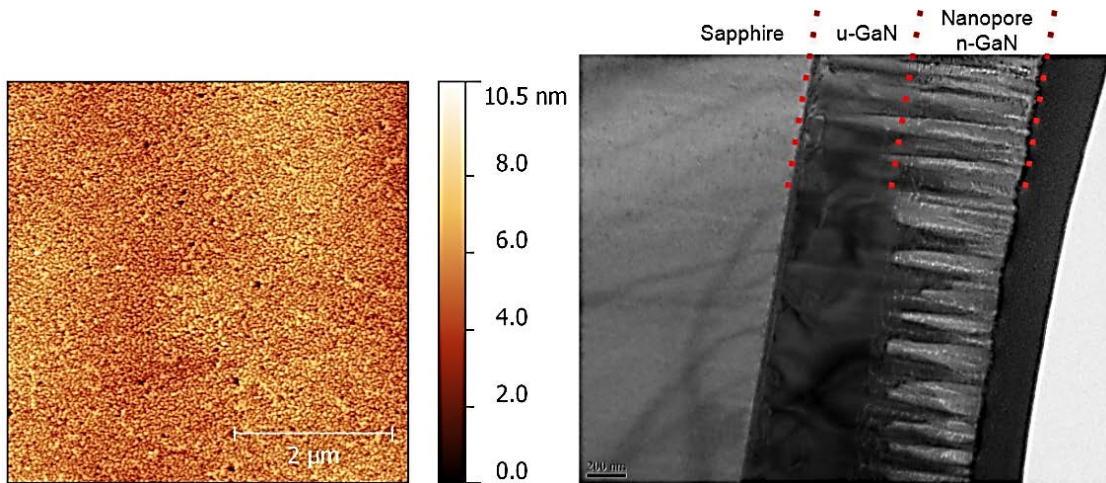 10.5 nm
8.0
6.0
4.0
2.0
0.0
2 μm
Sapphire
u-GaN
Nanopore
n-GaN
200 nm